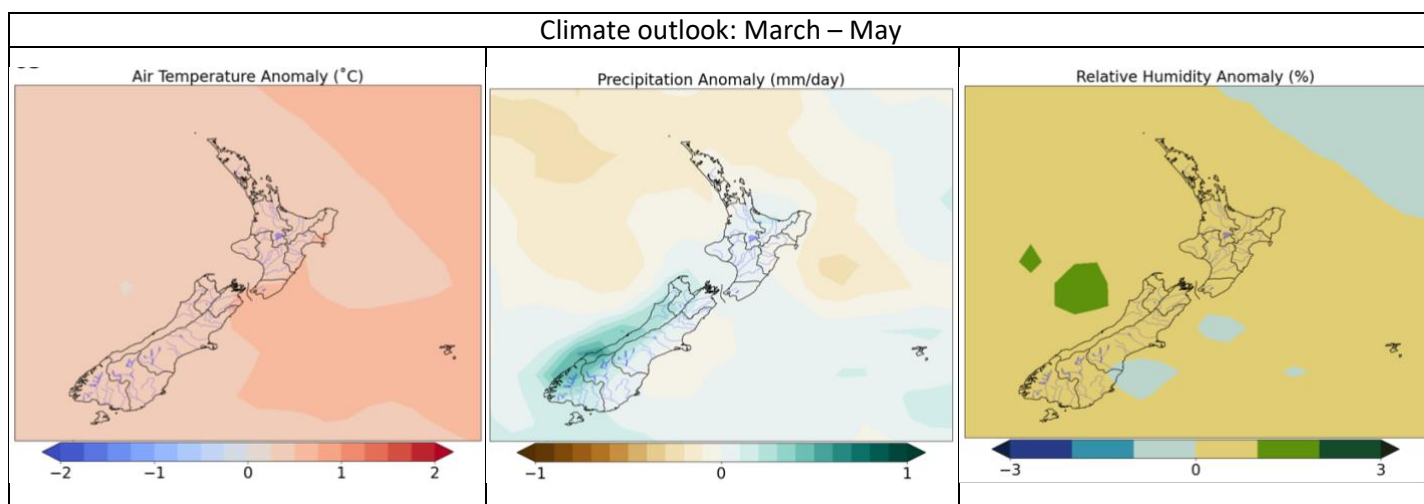 Climate outlook: March – May
Air Temperature Anomaly (˚C)
Precipitation Anomaly (mm/day)
Relative Humidity Anomaly (%)
−2 −1 0 1 2
−1 0 1
−3 0 3